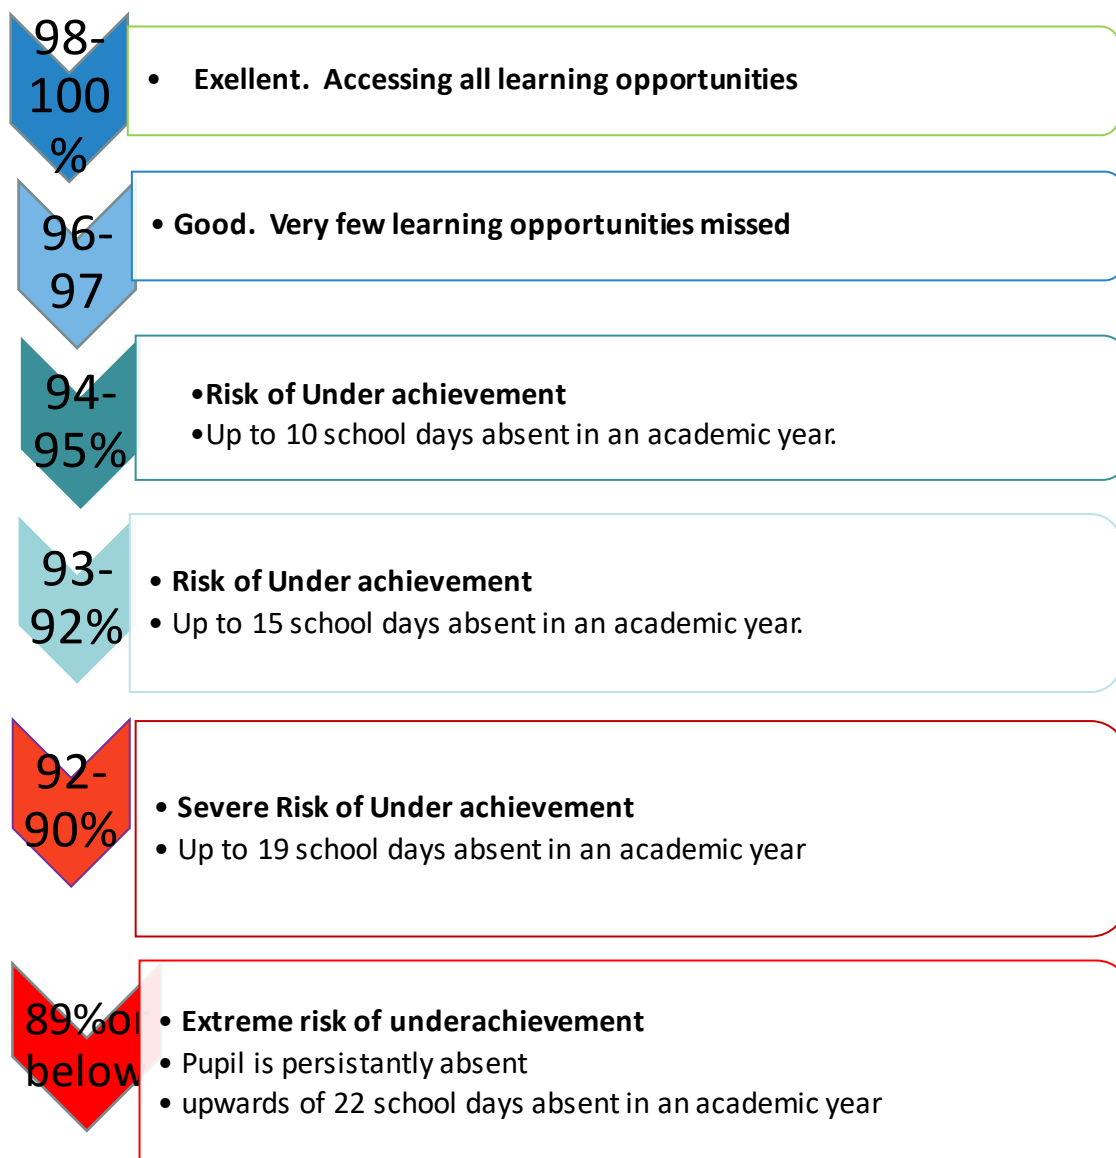 98-
100
%
• Exellent. Accessing all learning opportunities
96-
97
• Good. Very few learning opportunities missed
94-
95%
•Risk of Under achievement
•Up to 10 school days absent in an academic year.
93-
92%
• Risk of Under achievement
• Up to 15 school days absent in an academic year.
92-
90%
• Severe Risk of Under achievement
• Up to 19 school days absent in an academic year
89%or
below
• Extreme risk of underachievement
• Pupil is persistantly absent
• upwards of 22 school days absent in an academic year